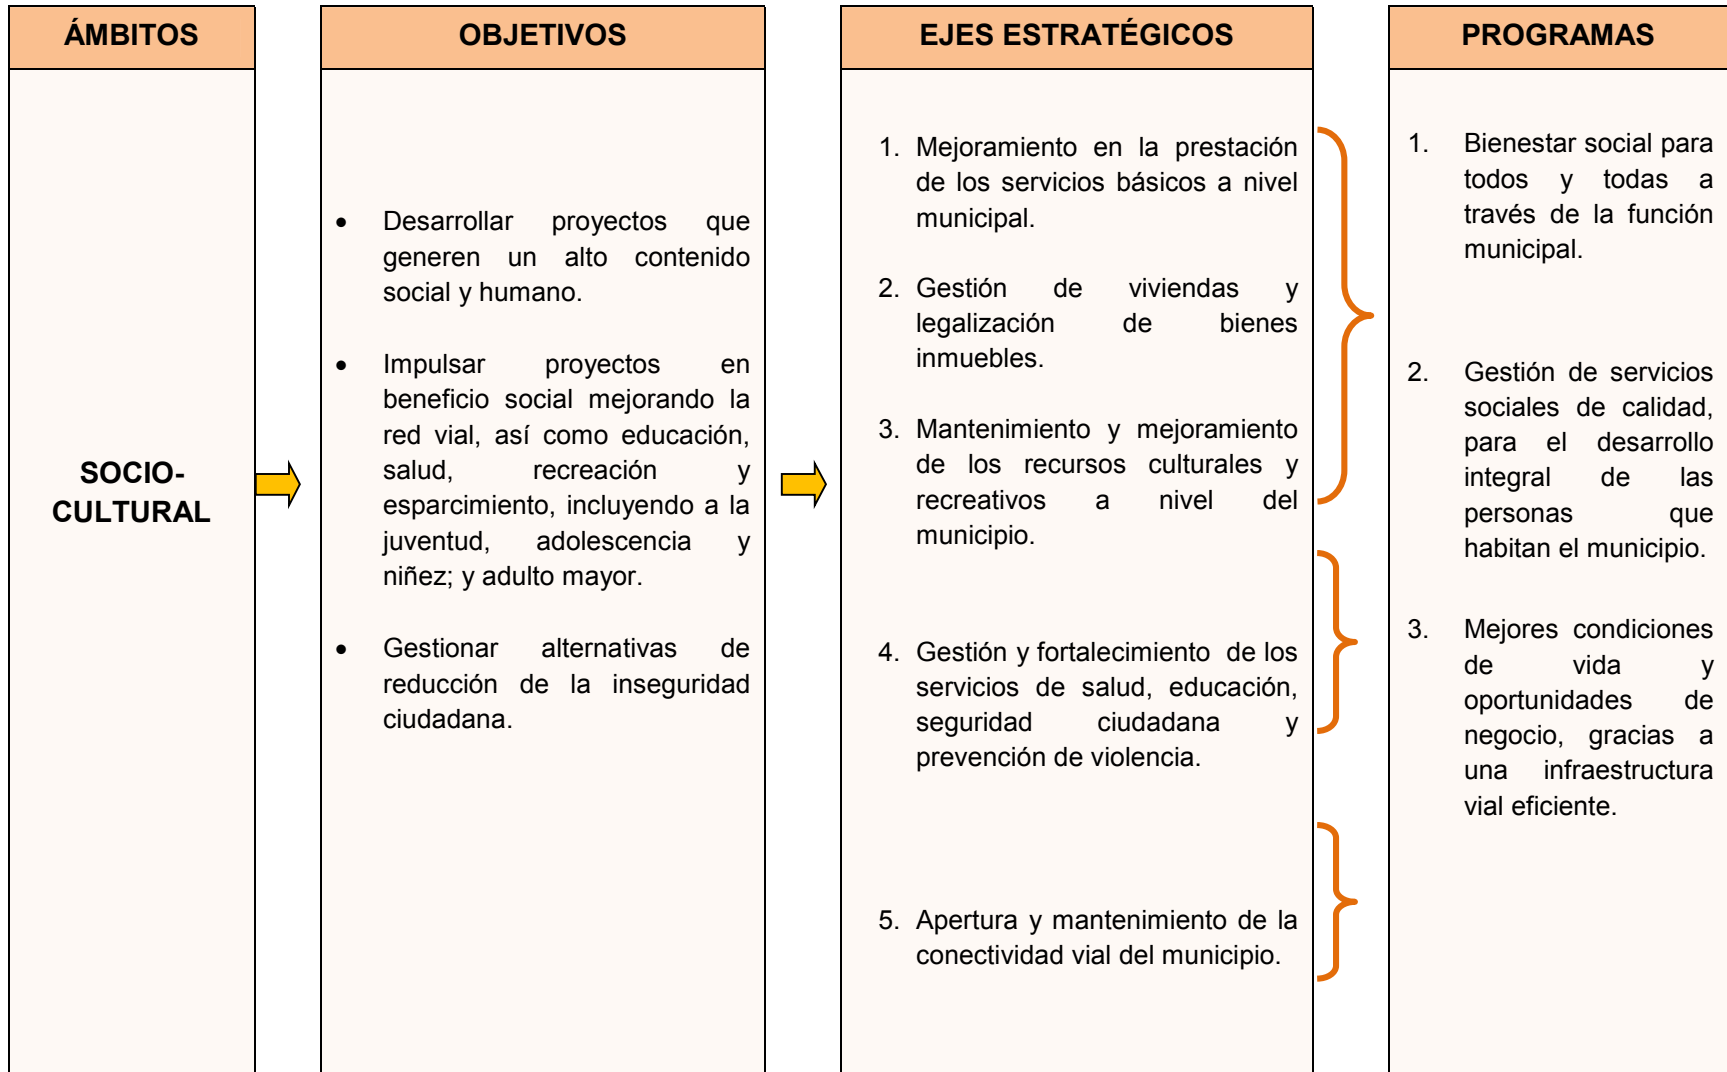 ÁMBITOS
SOCIO-
CULTURAL
OBJETIVOS
• Desarrollar proyectos que
generen un alto contenido
social y humano.
• Impulsar proyectos en
beneficio social mejorando la
red vial, así como educación,
salud, recreación y
esparcimiento, incluyendo a la
juventud, adolescencia y
niñez; y adulto mayor.
• Gestionar alternativas de
reducción de la inseguridad
ciudadana.
EJES ESTRATÉGICOS
1. Mejoramiento en la prestación
de los servicios básicos a nivel
municipal.
2. Gestión de viviendas y
legalización de bienes
inmuebles.
3. Mantenimiento y mejoramiento
de los recursos culturales y
recreativos a nivel del
municipio.
4. Gestión y fortalecimiento de los
servicios de salud, educación,
seguridad ciudadana y
prevención de violencia.
5. Apertura y mantenimiento de la
conectividad vial del municipio.
PROGRAMAS
1. Bienestar social para
todos y todas a
través de la función
municipal.
2. Gestión de servicios
sociales de calidad,
para el desarrollo
integral de las
personas que
habitan el municipio.
3. Mejores condiciones
de vida y
oportunidades de
negocio, gracias a
una infraestructura
vial eficiente.